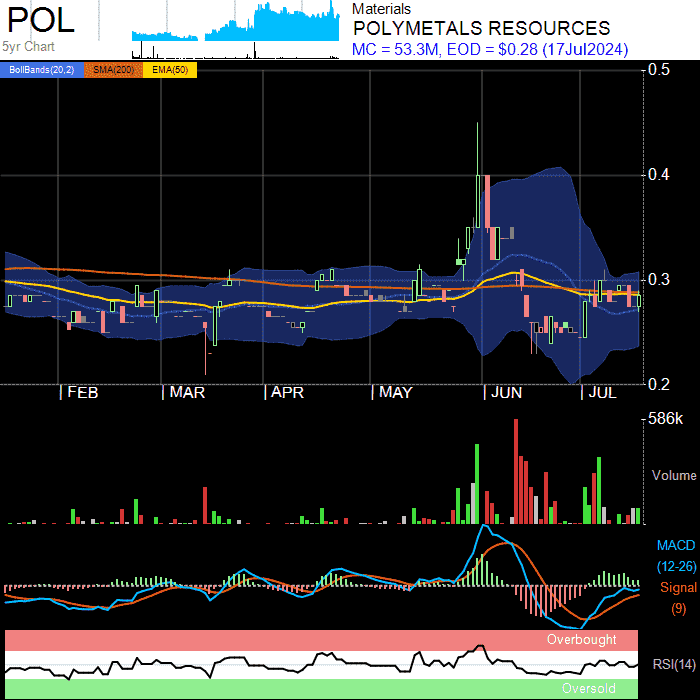 POL
5yr Chart
Materials
POLYMETALS RESOURCES
MC = 53.3M, EOD = $0.28 (17Jul2024)
BollBands(20,2) SMA(200) EMA(50)
0.5
0.4
0.3
0.2
FEB MAR APR MAY JUN JUL
586k
Volume
MACD
(12-26)
Signal
(9)
Overbought
RSI(14)
Oversold